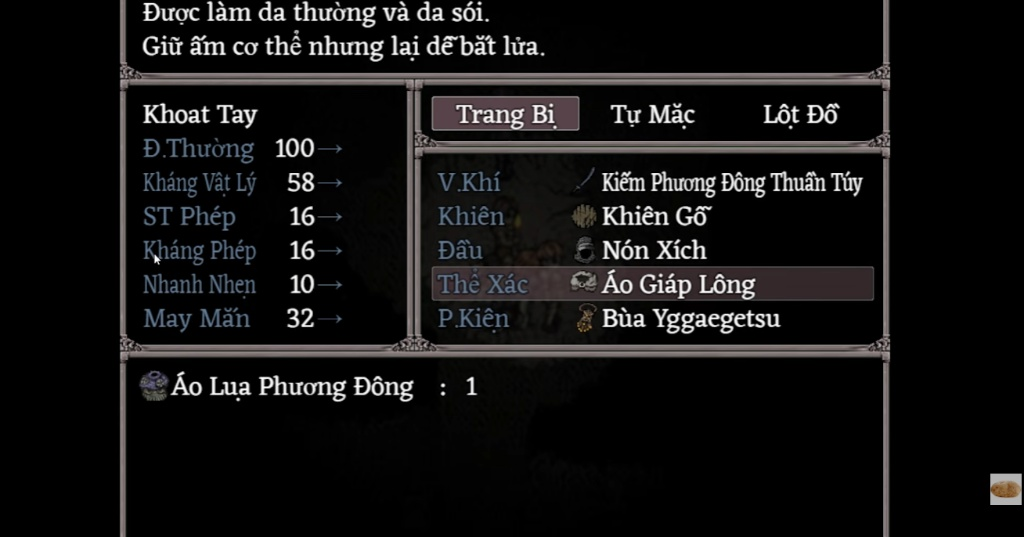 Được làm da thường và da sói.
Giữ ấm cơ thể nhưng lại dễ bắt lửa.
Khoat Tay
Đ.Thường 100→
Kháng Vật Lý 58→
ST Phép 16→
Kháng Phép 16→
Nhanh Nhẹn 10→
May Mắn 32→
Trang Bị Tự Mặc Lột Đồ
V.Khí Kiếm Phương Đông Thuần Túy
Khiên Khiên Gỗ
Đầu Nón Xích
Thể Xác Áo Giáp Lông
P.Kiện Bùa Yggaegetsu
Áo Lụa Phương Đông : 1